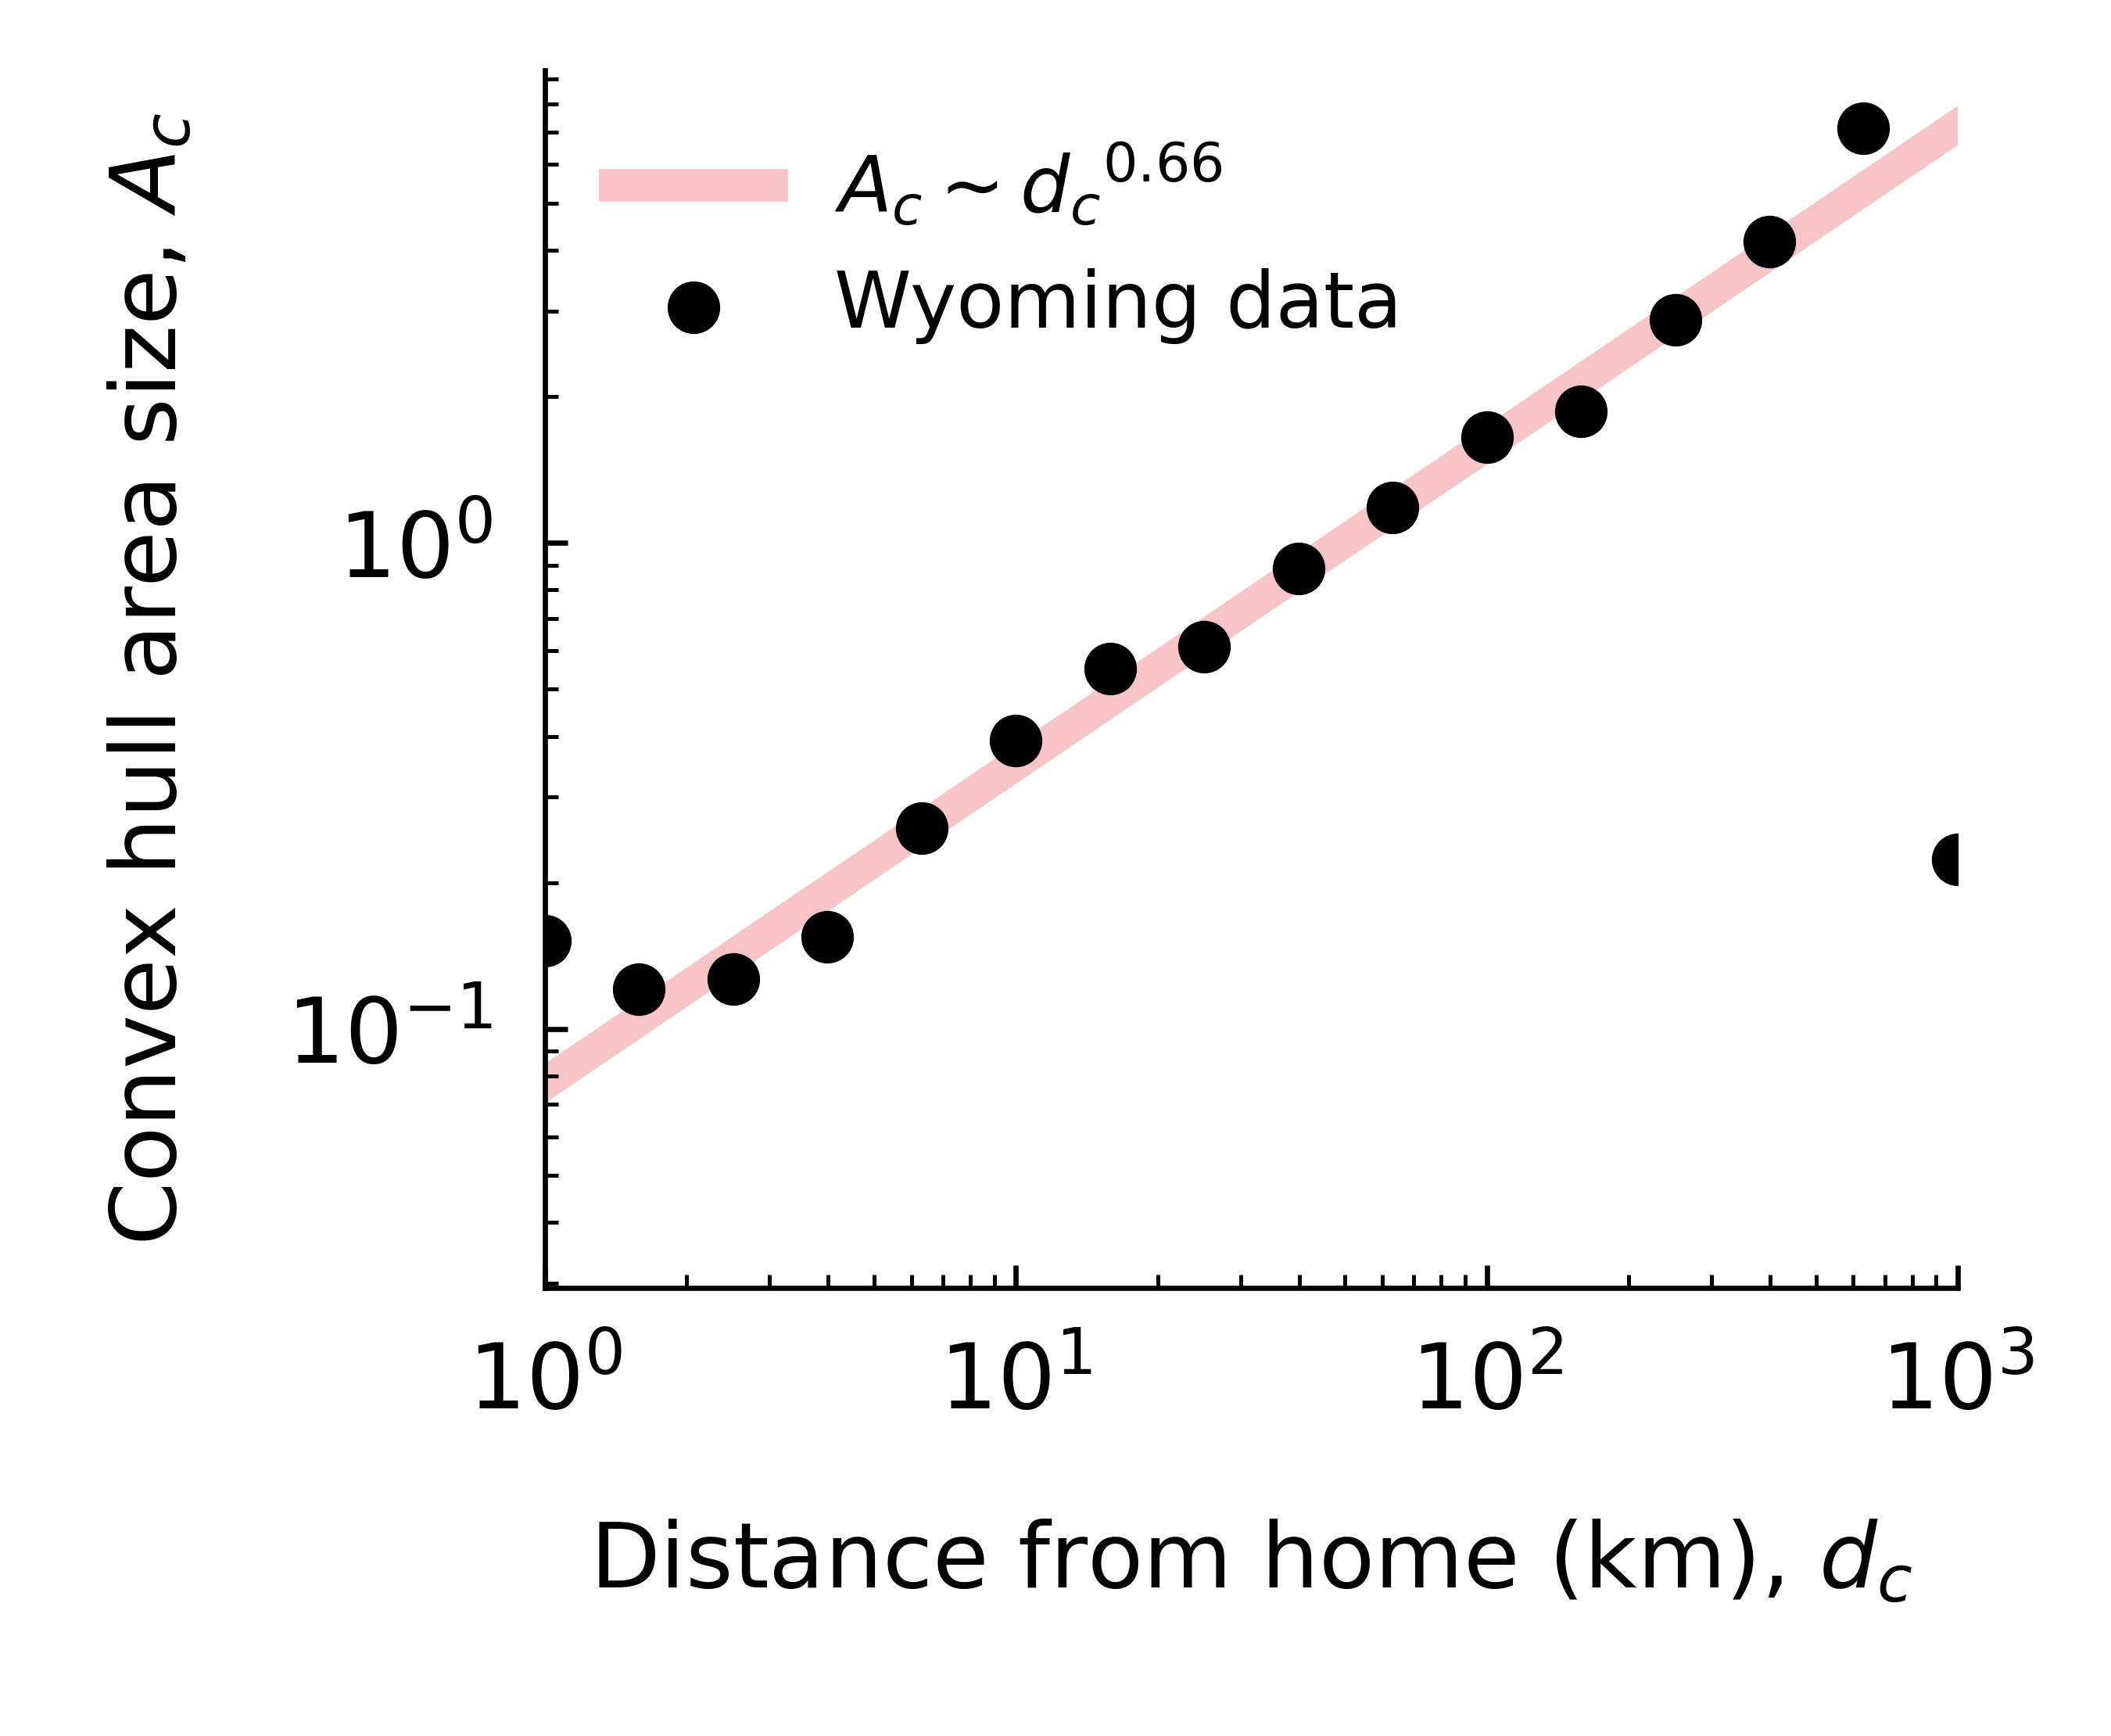 Convex hull area size, A_c
A_c ~ d_c^0.66
Wyoming data
10^0
10^−1
10^0 10^1 10^2 10^3
Distance from home (km), d_c